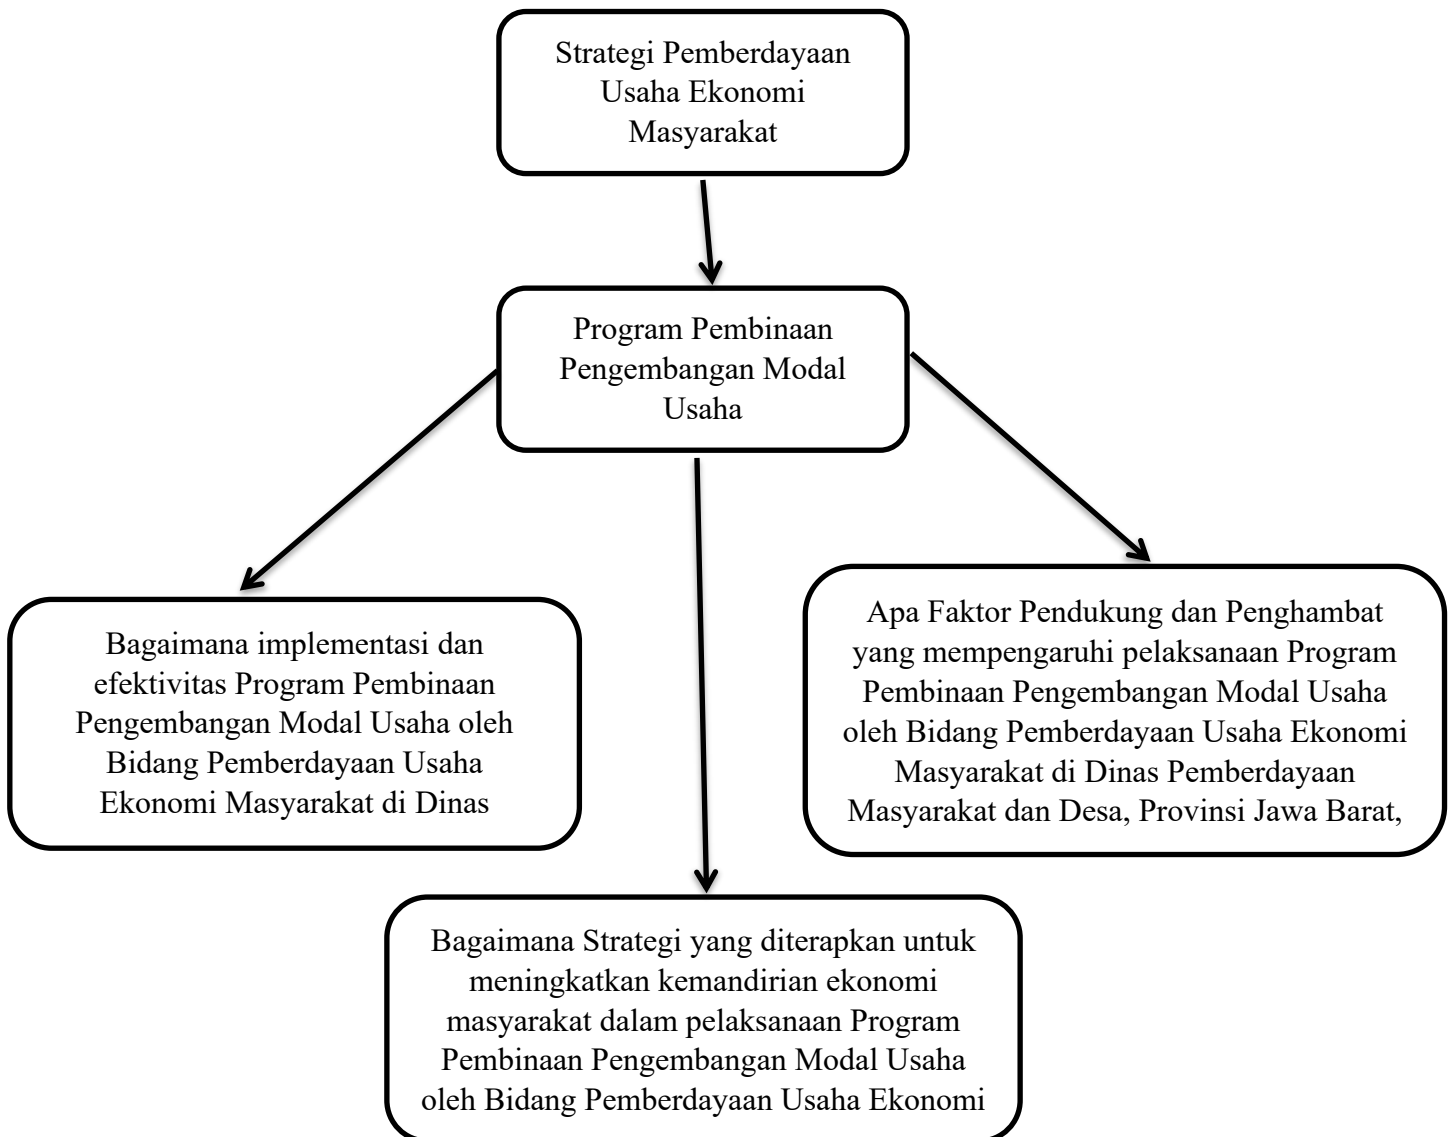 Strategi Pemberdayaan
Usaha Ekonomi
Masyarakat
Program Pembinaan
Pengembangan Modal
Usaha
Bagaimana implementasi dan
efektivitas Program Pembinaan
Pengembangan Modal Usaha oleh
Bidang Pemberdayaan Usaha
Ekonomi Masyarakat di Dinas
Apa Faktor Pendukung dan Penghambat
yang mempengaruhi pelaksanaan Program
Pembinaan Pengembangan Modal Usaha
oleh Bidang Pemberdayaan Usaha Ekonomi
Masyarakat di Dinas Pemberdayaan
Masyarakat dan Desa, Provinsi Jawa Barat,
Bagaimana Strategi yang diterapkan untuk
meningkatkan kemandirian ekonomi
masyarakat dalam pelaksanaan Program
Pembinaan Pengembangan Modal Usaha
oleh Bidang Pemberdayaan Usaha Ekonomi